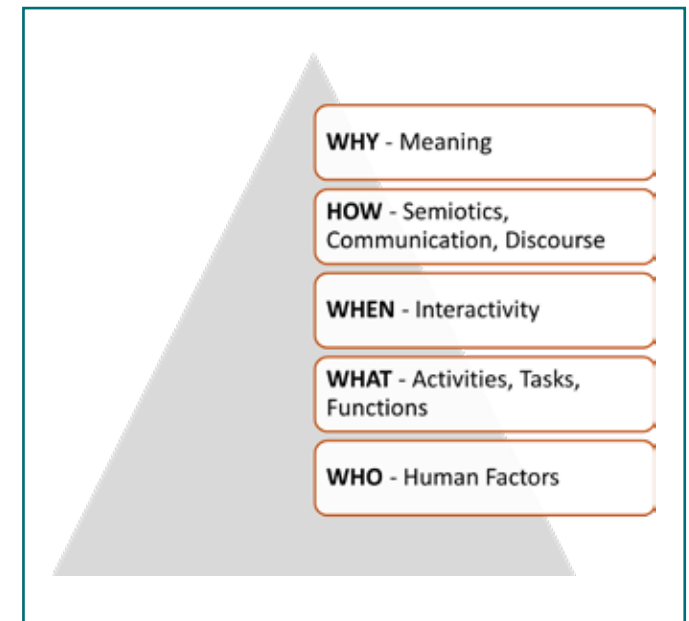 WHY - Meaning
HOW - Semiotics,
Communication, Discourse
WHEN - Interactivity
WHAT - Activities, Tasks,
Functions
WHO - Human Factors